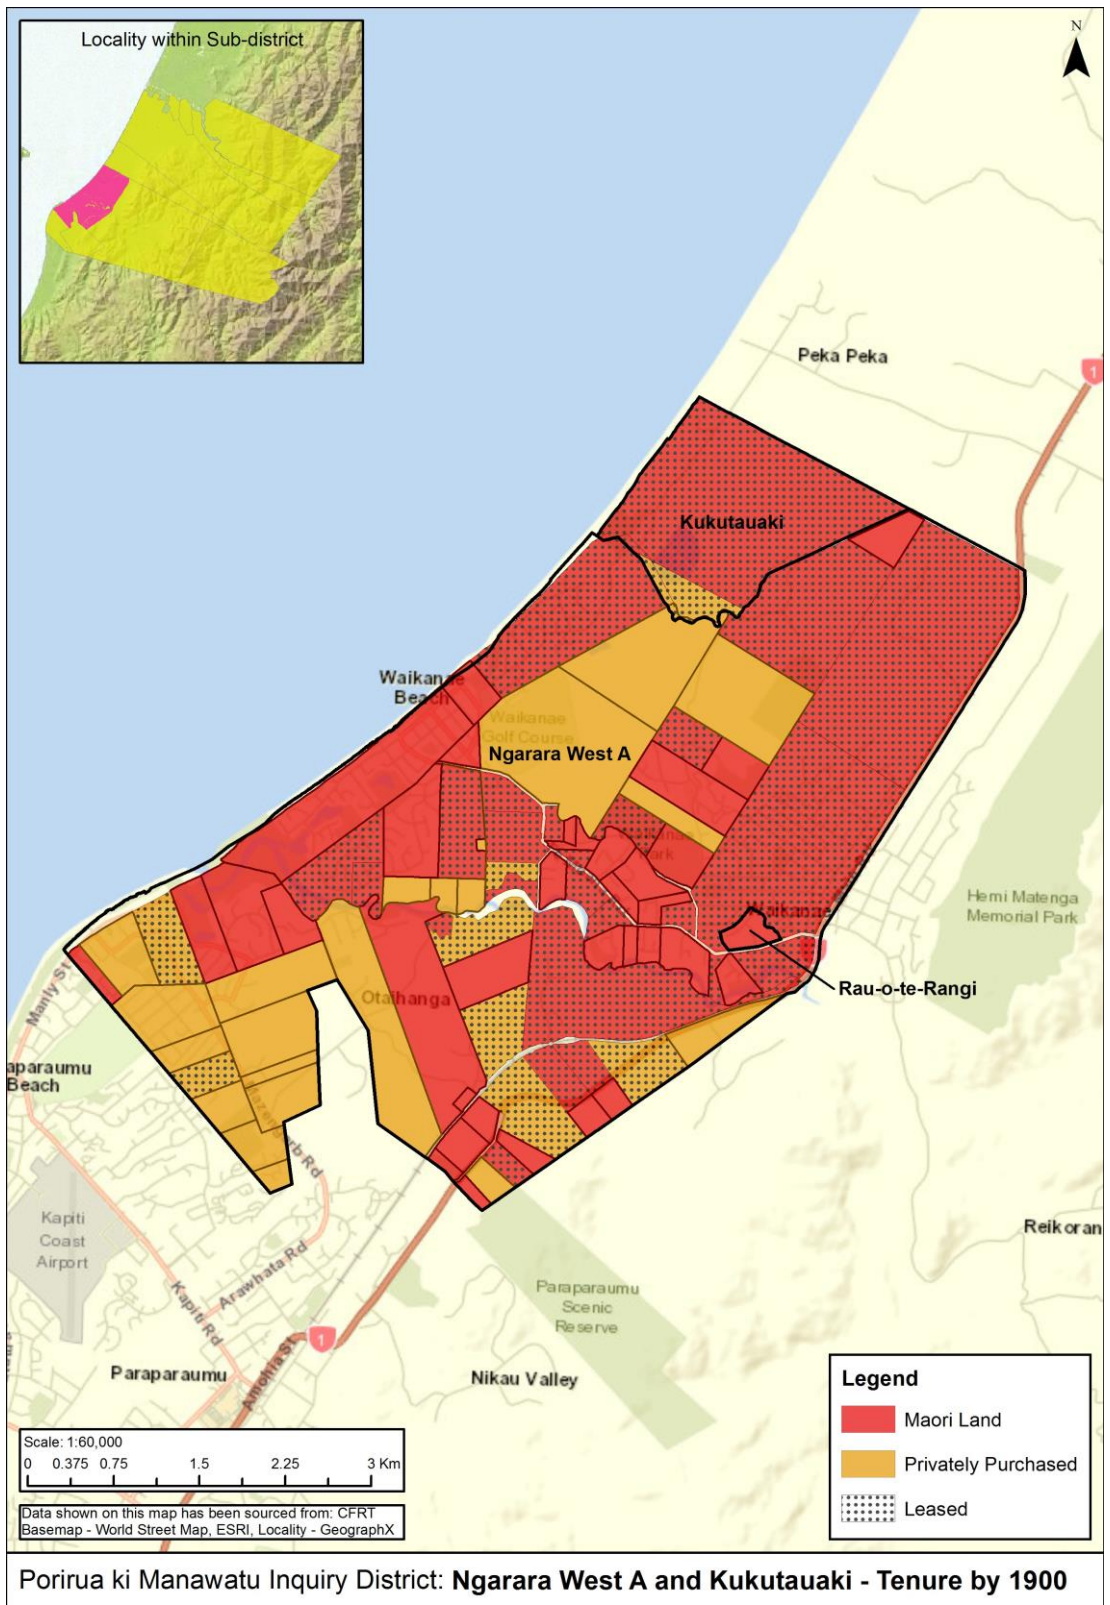 Locality within Sub-district
N
Peka Peka
1
Kukutauaki
Waikanae
Beach
Waikanae
Golf Course
Ngarara West A
Waikanae
Park
Hemi Matenga
Memorial Park
Waikanae
Rau-o-te-Rangi
Otaihanga
Manly St
aparaumu
Beach
Mazengarb Rd
Kapiti
Coast
Airport
Arawhata Rd
Kapiti Rd
Reikoran
Paraparaumu
Scenic
Reserve
1
Amohia St
Paraparaumu
Nikau Valley
Legend
Maori Land
Privately Purchased
Leased
Scale: 1:60,000
0 0.375 0.75 1.5 2.25 3 Km
Data shown on this map has been sourced from: CFRT
Basemap - World Street Map, ESRI, Locality - GeographX
Porirua ki Manawatu Inquiry District: Ngarara West A and Kukutauaki - Tenure by 1900